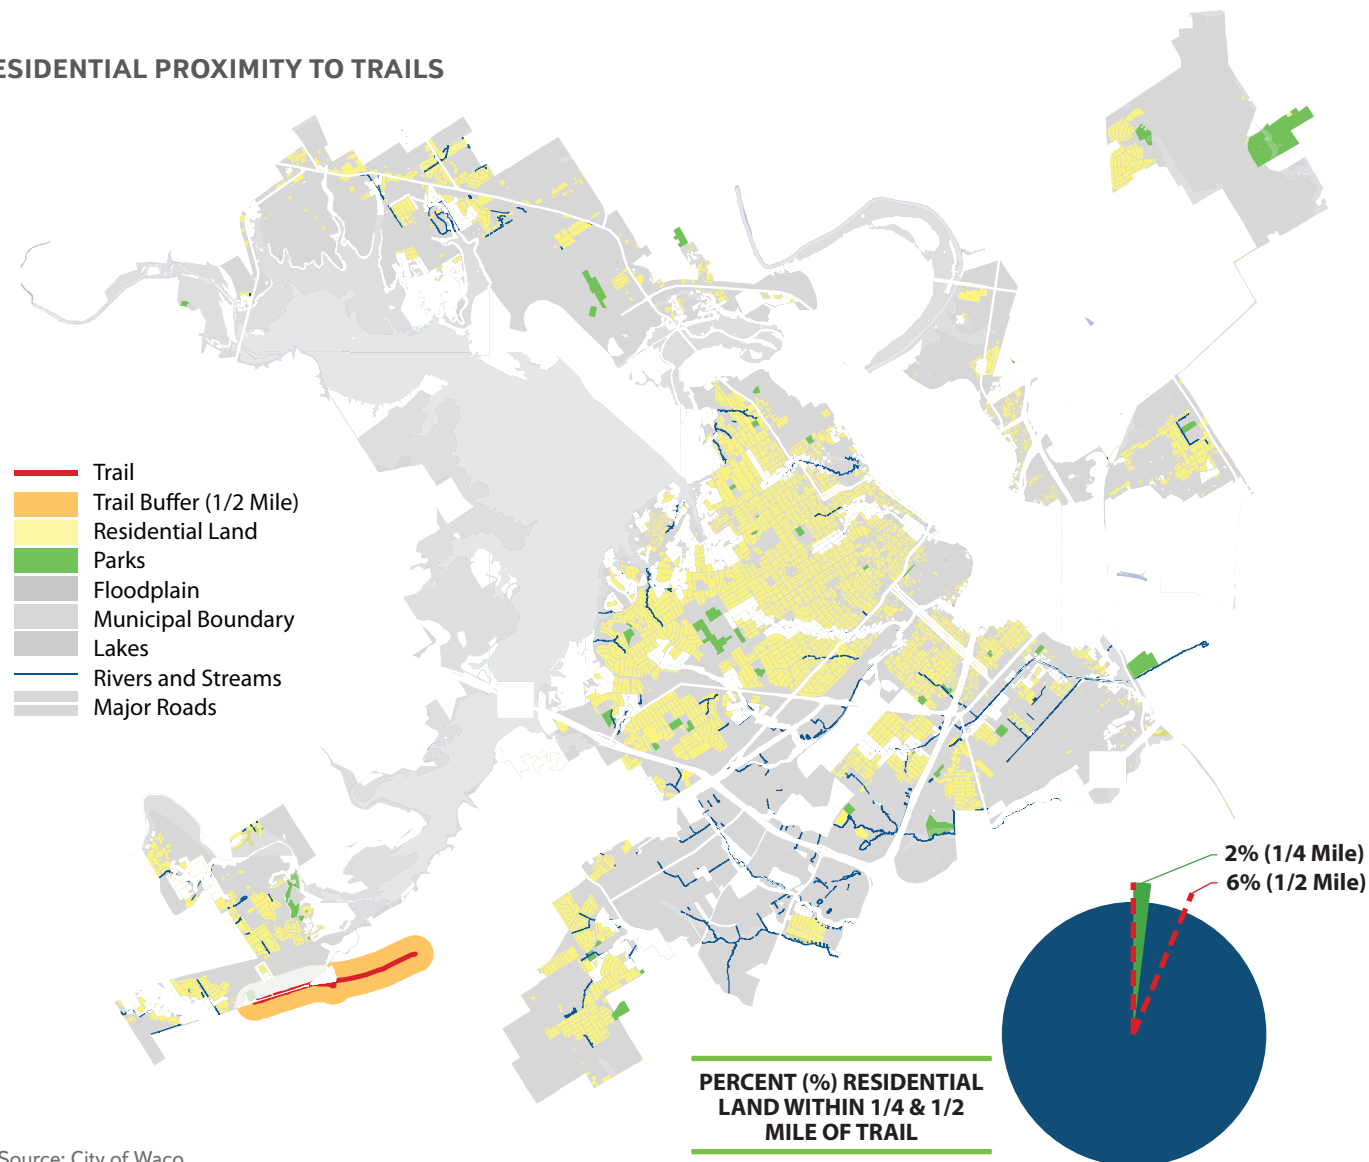 ESIDENTIAL PROXIMITY TO TRAILS
Trail
Trail Buffer (1/2 Mile)
Residential Land
Parks
Floodplain
Municipal Boundary
Lakes
Rivers and Streams
Major Roads
2% (1/4 Mile)
6% (1/2 Mile)
PERCENT (%) RESIDENTIAL
LAND WITHIN 1/4 & 1/2
MILE OF TRAIL
Source: City of Waco